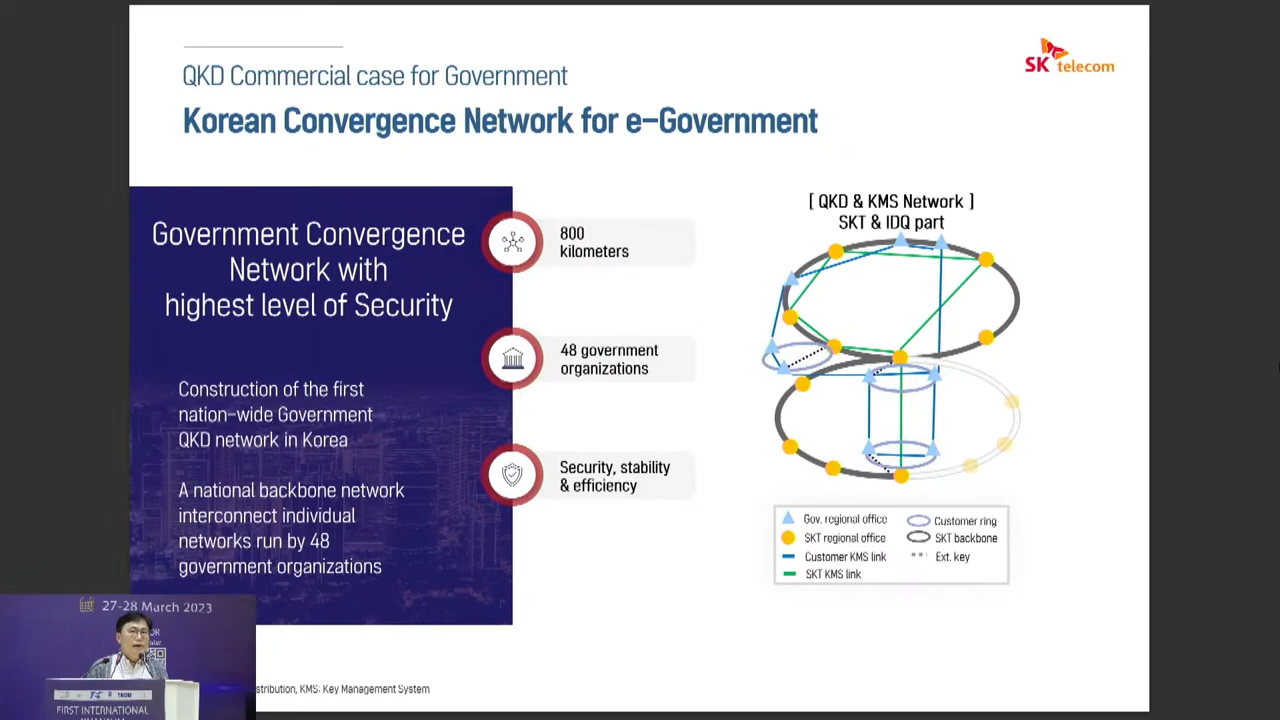 QKD Commercial case for Government
Korean Convergence Network for e-Government
SK telecom
Government Convergence
Network with
highest level of Security
Construction of the first
nation-wide Government
QKD network in Korea
A national backbone network
interconnect individual
networks run by 48
government organizations
800
kilometers
48 government
organizations
Security, stability
& efficiency
[ QKD & KMS Network ]
SKT & IDQ part
Gov. regional office
SKT regional office
Customer KMS link
SKT KMS link
Customer ring
SKT backbone
Ext. key
27-28 March 2023
FIRST INTERNATIONAL
stribution, KMS: Key Management System